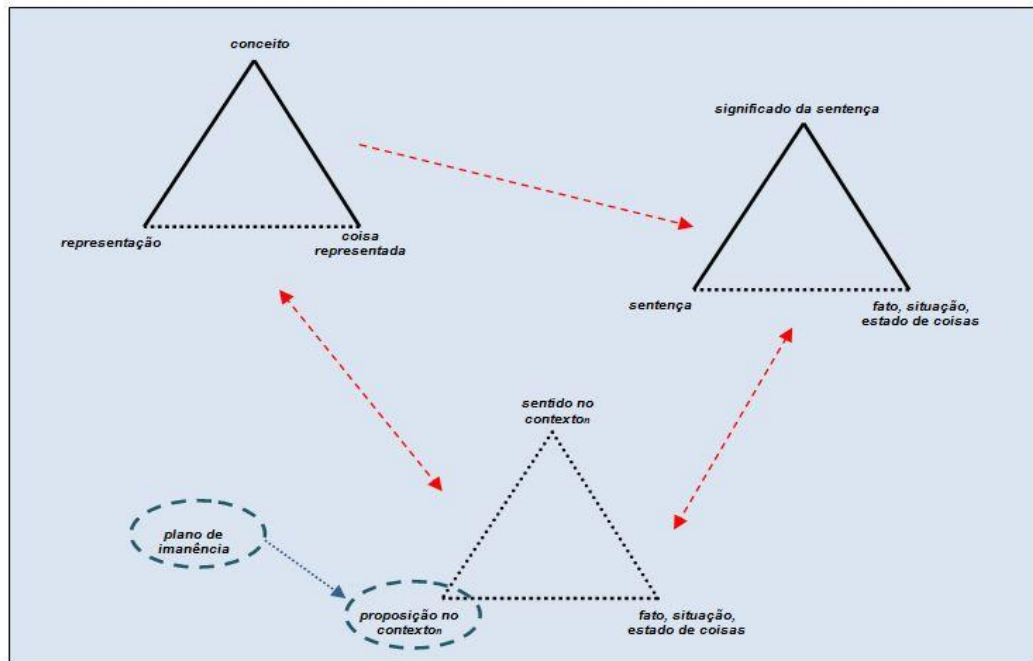 conceito
representação
coisa
representada
significado da sentença
sentença
fato, situação,
estado de coisas
sentido no
contexton
plano de
imanência
proposição no
contexton
fato, situação,
estado de coisas